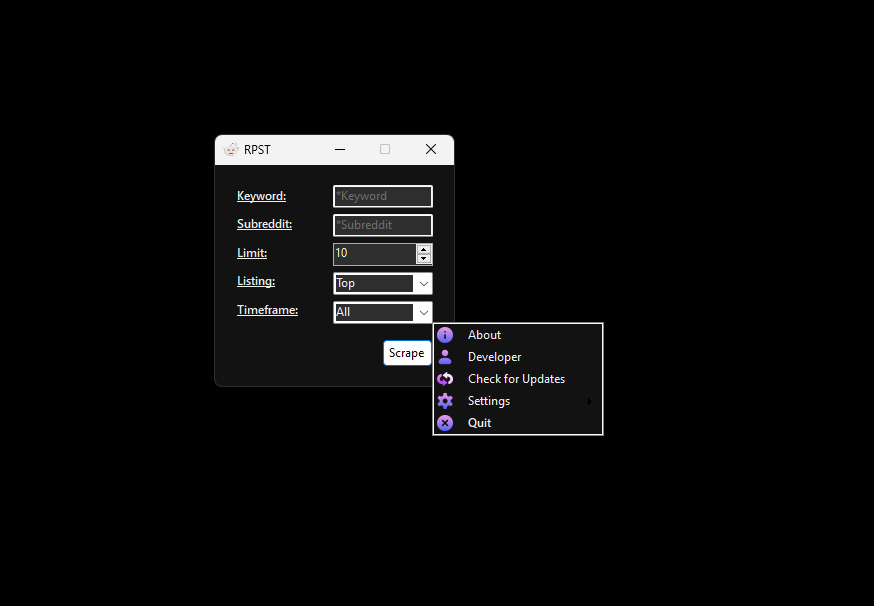 RPST
Keyword: *Keyword
Subreddit: *Subreddit
Limit: 10
Listing: Top
Timeframe: All
Scrape
About
Developer
Check for Updates
Settings
Quit